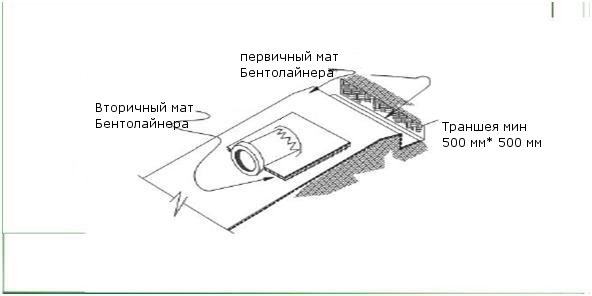 первичный мат
Бентолайнера
Вторичный мат
Бентолайнера
Траншея мин
500 мм* 500 мм